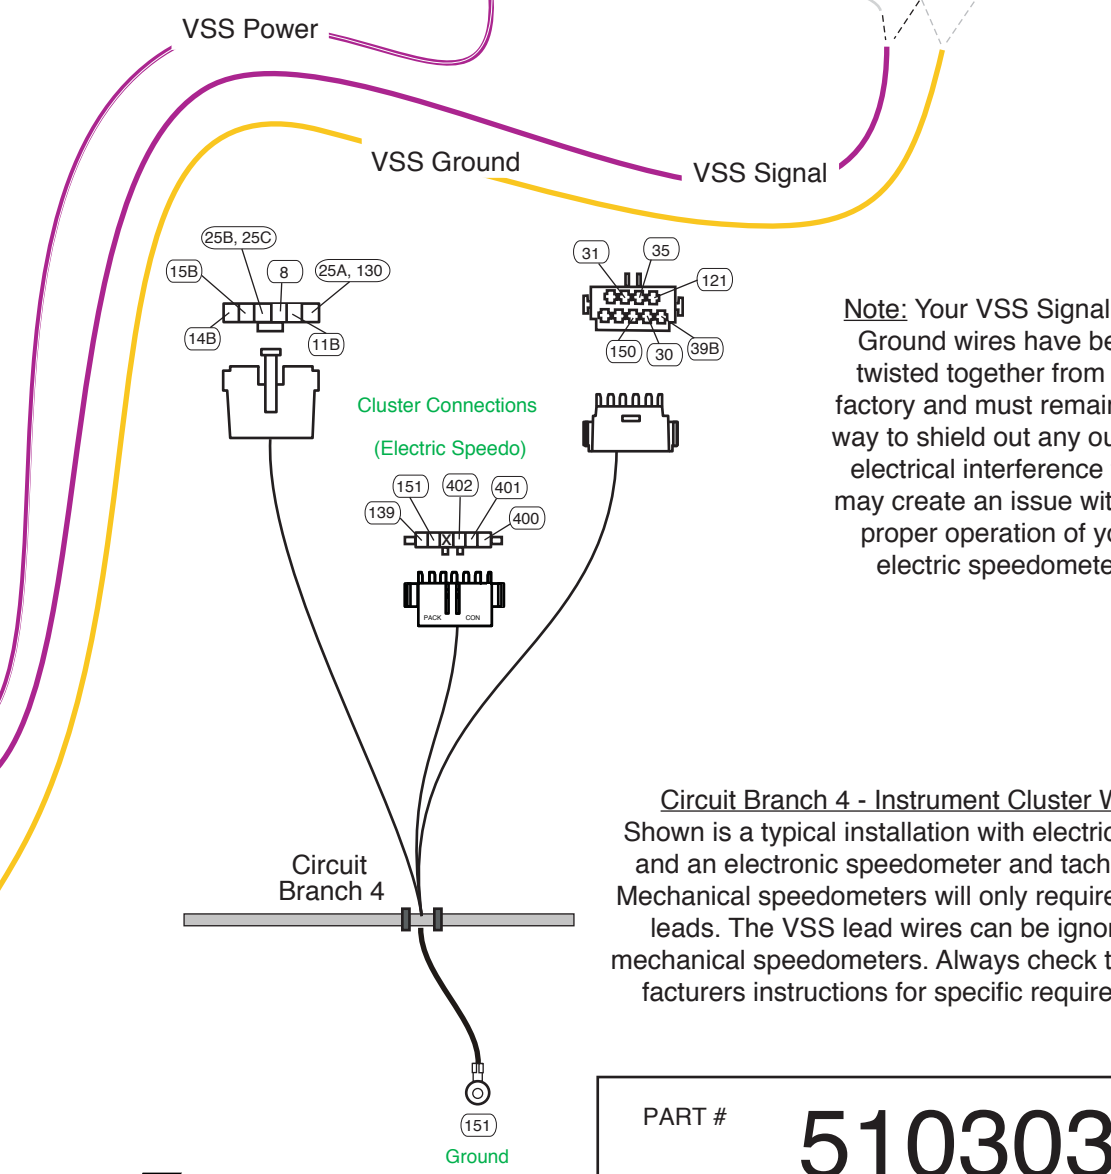 VSS Power
VSS Ground
VSS Signal
25B, 25C
15B
8
25A, 130
14B
11B
31
35
121
150
30
39B
Cluster Connections
(Electric Speedo)
151
402
401
139
400
X
PACK
CON
Note: Your VSS Signal
Ground wires have be
twisted together from
factory and must remain
way to shield out any ou
electrical interference
may create an issue wit
proper operation of yo
electric speedomete
Circuit Branch 4 - Instrument Cluster W
Shown is a typical installation with electric
and an electronic speedometer and tach
Mechanical speedometers will only require
leads. The VSS lead wires can be ignor
mechanical speedometers. Always check t
facturers instructions for specific require
Circuit
Branch 4
151
Ground
PART #
510303